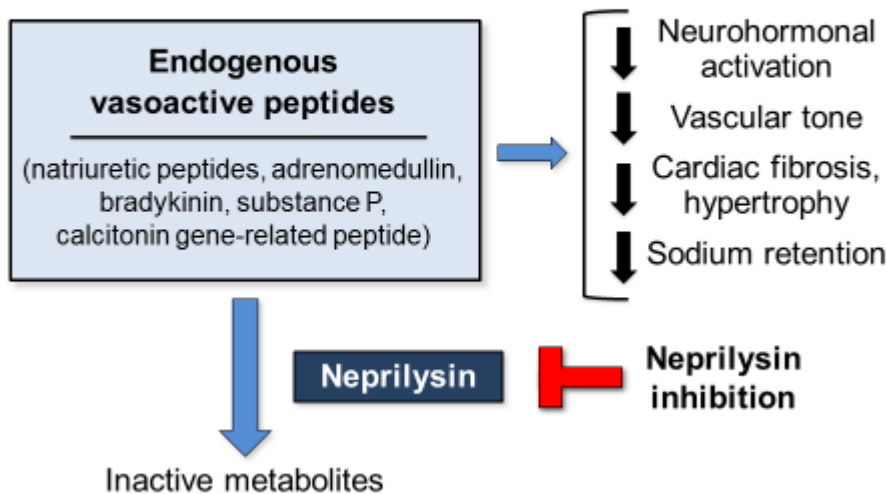 Endogenous
vasoactive peptides
(natriuretic peptides, adrenomedullin,
bradykinin, substance P,
calcitonin gene-related peptide)
Neurohormonal
activation
Vascular tone
Cardiac fibrosis,
hypertrophy
Sodium retention
Neprilysin
Neprilysin
inhibition
Inactive metabolites